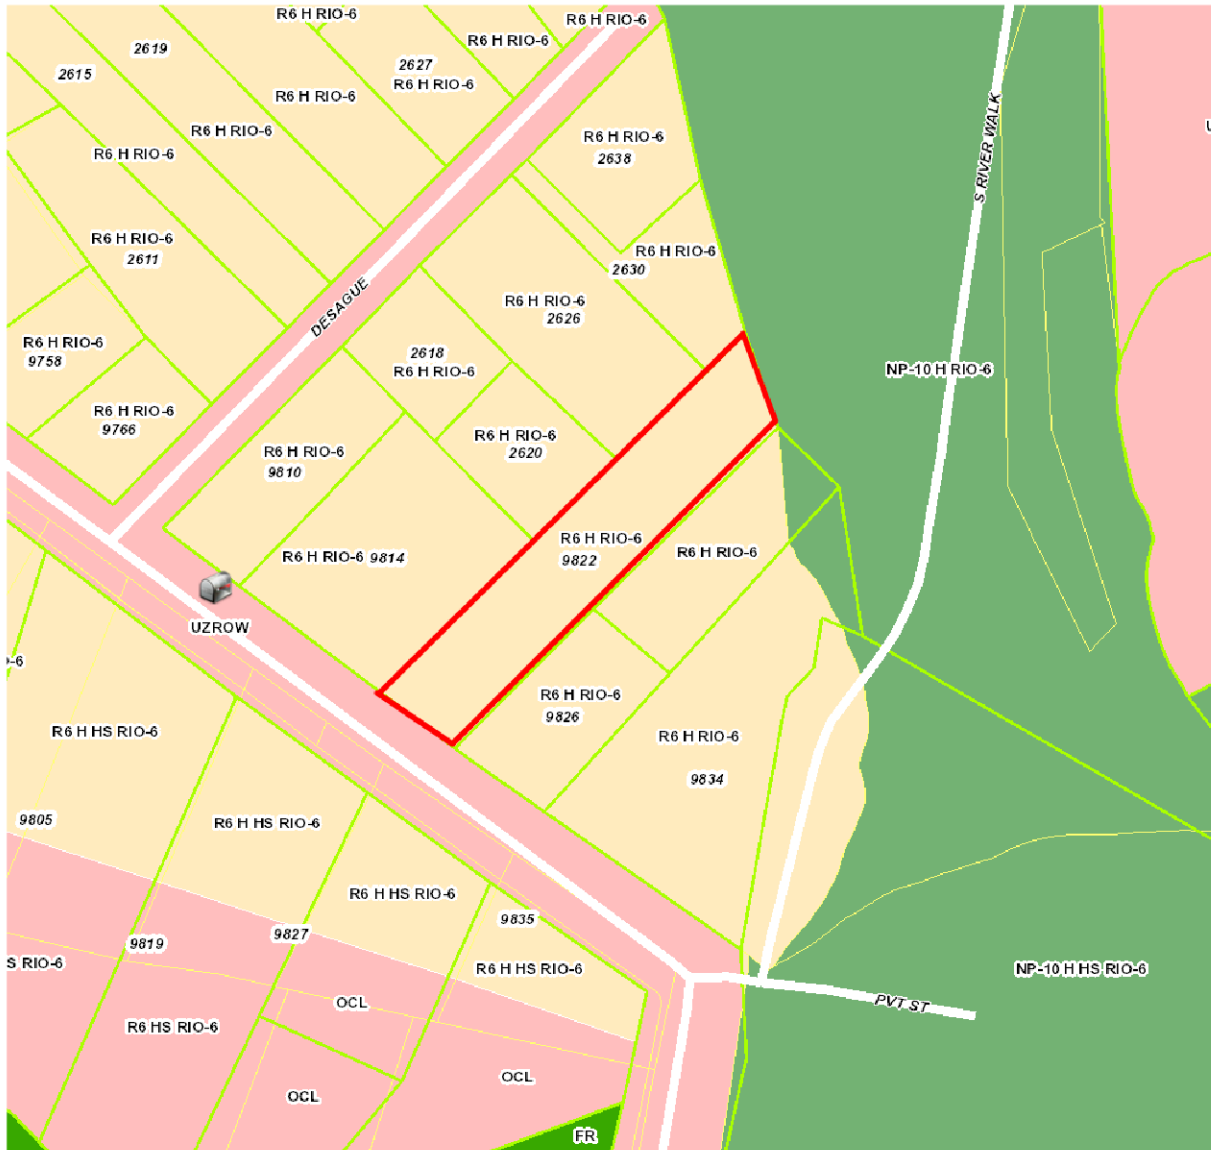 R6 H RIO-6
R6 H RIO-6
2619
R6 H RIO-6
2615
2627
R6 H RIO-6
R6 H RIO-6
R6 H RIO-6
R6 H RIO-6
2638
R6 H RIO-6
S RIVER WALK
R6 H RIO-6
2611
R6 H RIO-6
2630
DESAGUE
R6 H RIO-6
2626
R6 H RIO-6
9758
2618
R6 H RIO-6
NP-10 H RIO-6
R6 H RIO-6
9766
R6 H RIO-6
2620
R6 H RIO-6
9810
R6 H RIO-6
9822
R6 H RIO-6 9814
R6 H RIO-6
UZROW
-6
R6 H RIO-6
9826
R6 H HS RIO-6
R6 H RIO-6
9834
9805
R6 H HS RIO-6
R6 H HS RIO-6
9835
9827
9819
S RIO-6
R6 H HS RIO-6
NP-10 H HS RIO-6
OCL
PVT ST
R6 HS RIO-6
OCL
OCL
FR